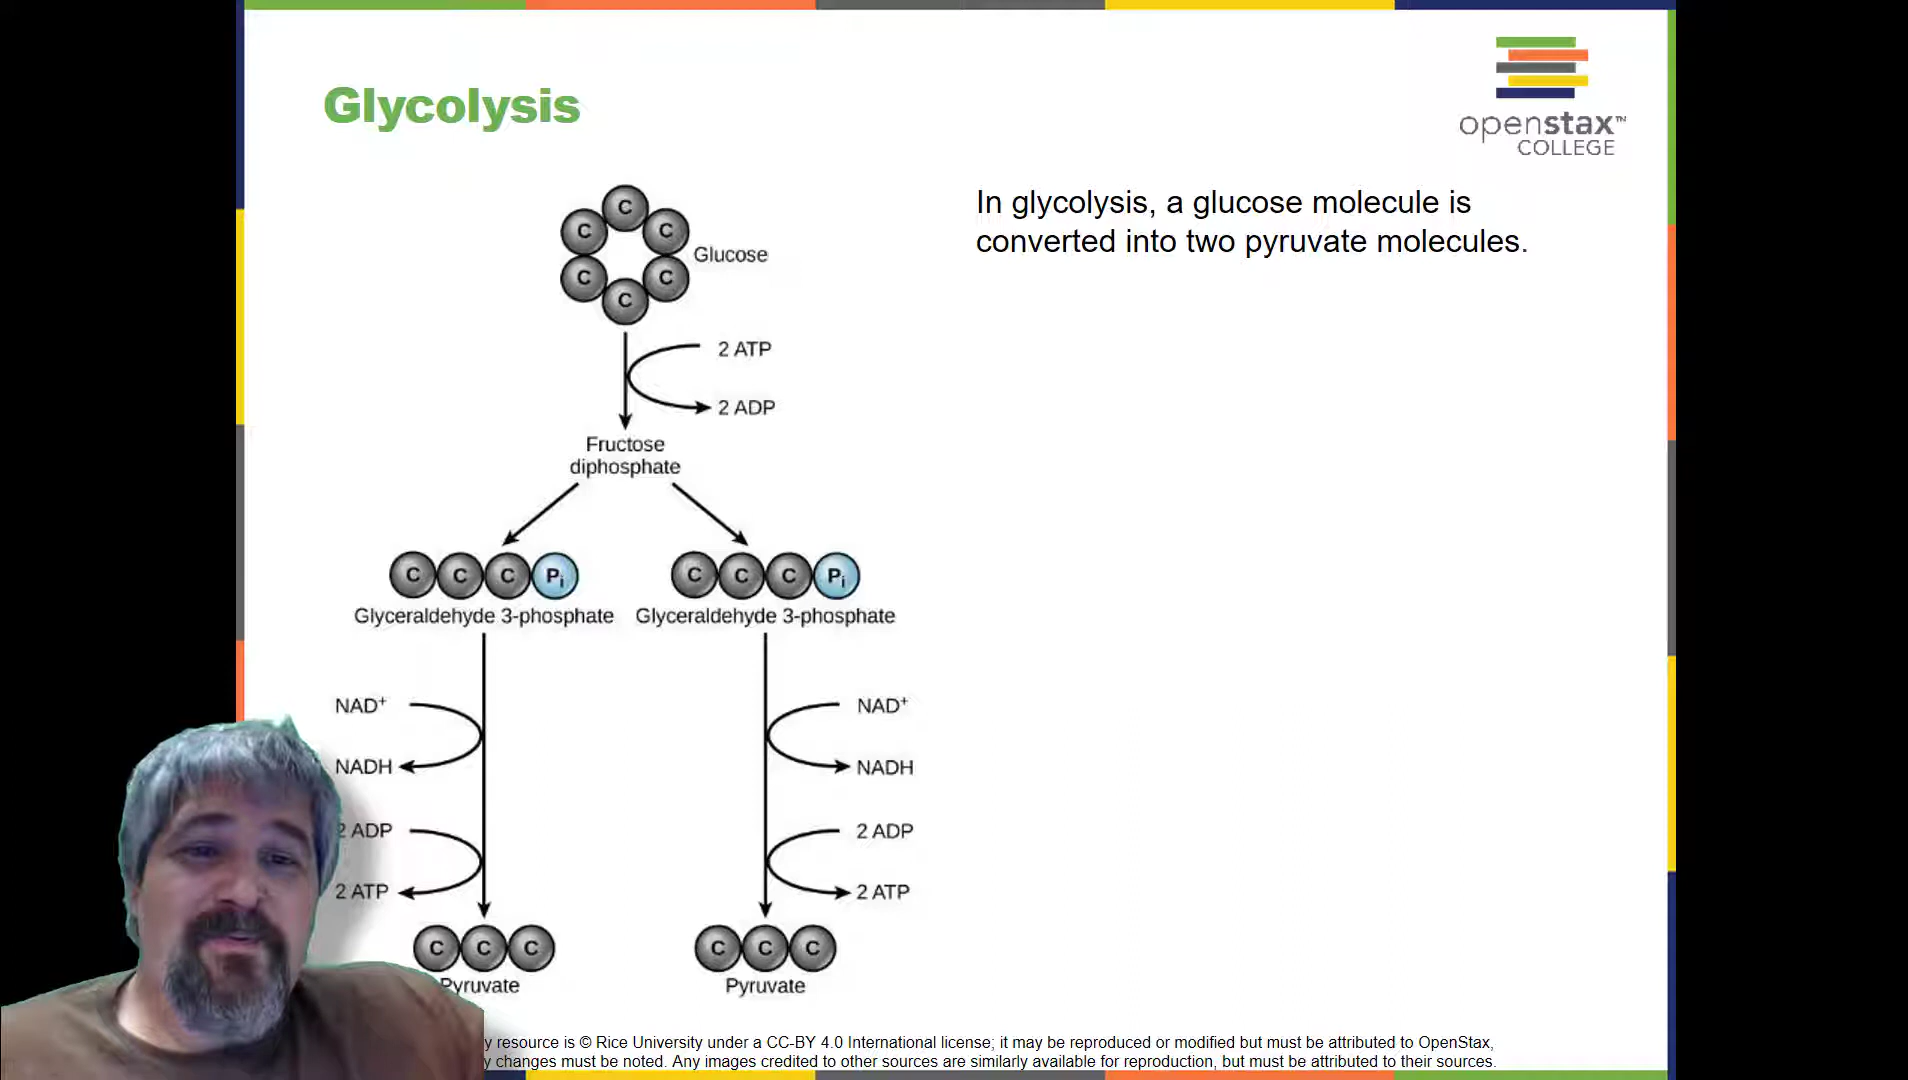 Glycolysis
openstax™
COLLEGE
In glycolysis, a glucose molecule is
converted into two pyruvate molecules.
C
C
C
C
C
C
Glucose
2 ATP
2 ADP
Fructose
diphosphate
C C C Pi
C C C Pi
Glyceraldehyde 3-phosphate
Glyceraldehyde 3-phosphate
NAD+
NAD+
NADH
NADH
2 ADP
2 ADP
2 ATP
2 ATP
C C C
C C C
Pyruvate
Pyruvate
resource is © Rice University under a CC-BY 4.0 International license; it may be reproduced or modified but must be attributed to OpenStax,
changes must be noted. Any images credited to other sources are similarly available for reproduction, but must be attributed to their sources.